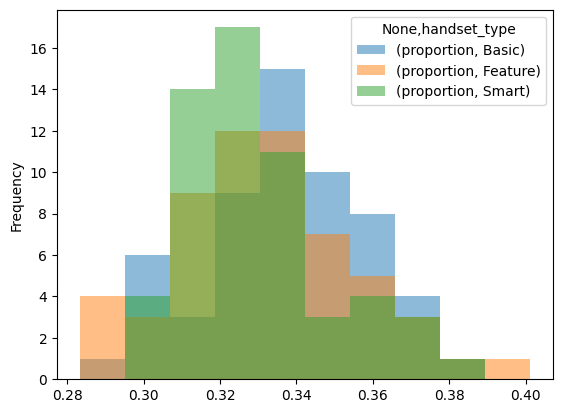 None,handset_type
(proportion, Basic)
(proportion, Feature)
(proportion, Smart)
Frequency
16
14
12
10
8
6
4
2
0
0.28 0.30 0.32 0.34 0.36 0.38 0.40